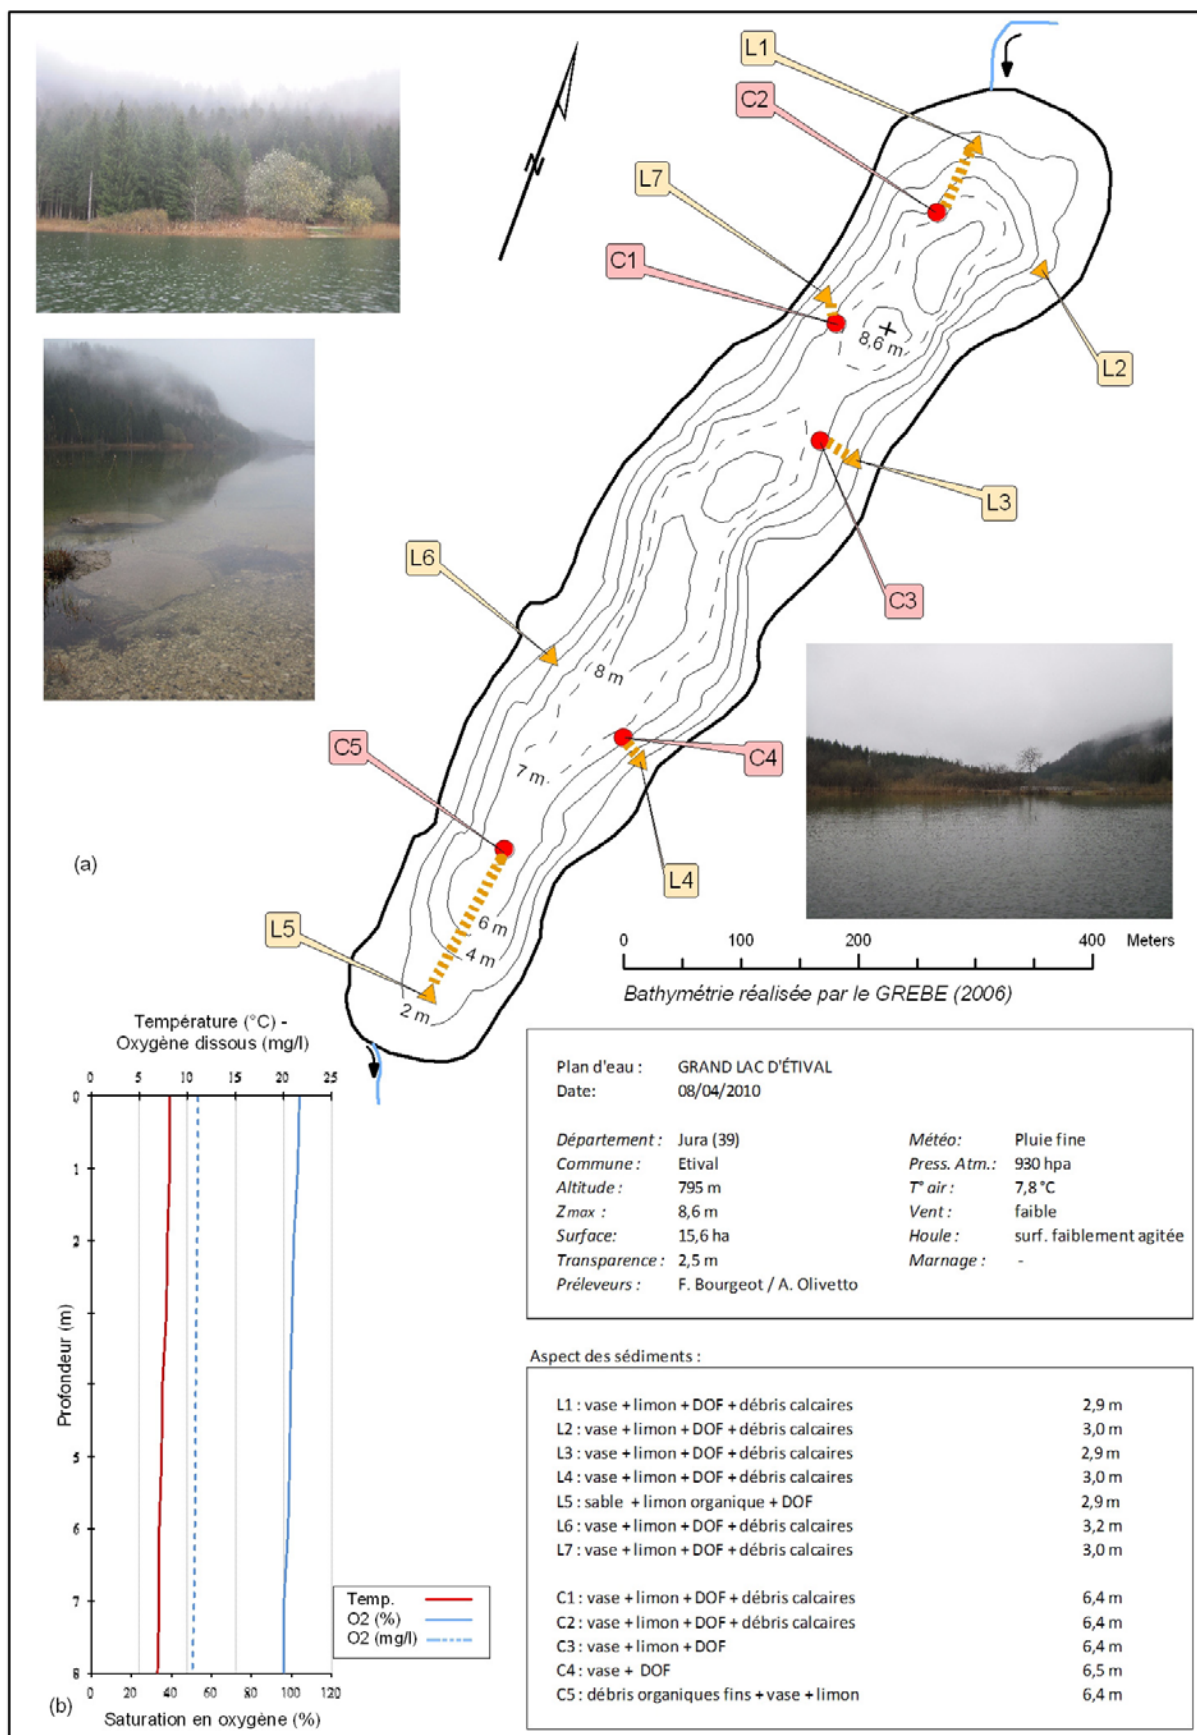 L1
C2
L7
C1
N
8,6 m
L2
L3
L6
C3
8 m
C5
C4
7 m
(a)
L4
L5
6 m
4 m
2 m
0 100 200 400 Meters
Bathymétrie réalisée par le GREBE (2006)
Température (°C) -
Oxygène dissous (mg/l)
0 5 10 15 20 25
0
1
2
5
6
7
8
Profondeur (m)
0 20 40 60 80 100 120
Saturation en oxygène (%)
(b)
Temp.
O2 (%)
O2 (mg/l)
Plan d'eau : GRAND LAC D'ÉTIVAL
Date: 08/04/2010
Département : Jura (39) Météo: Pluie fine
Commune : Etival Press. Atm.: 930 hpa
Altitude : 795 m T° air : 7,8 °C
Zmax : 8,6 m Vent : faible
Surface: 15,6 ha Houle : surf. faiblement agitée
Transparence : 2,5 m Marnage : -
Préleveurs : F. Bourgeot / A. Olivetto
Aspect des sédiments :
L1 : vase + limon + DOF + débris calcaires 2,9 m
L2 : vase + limon + DOF + débris calcaires 3,0 m
L3 : vase + limon + DOF + débris calcaires 2,9 m
L4 : vase + limon + DOF + débris calcaires 3,0 m
L5 : sable + limon organique + DOF 2,9 m
L6 : vase + limon + DOF + débris calcaires 3,2 m
L7 : vase + limon + DOF + débris calcaires 3,0 m
C1 : vase + limon + DOF + débris calcaires 6,4 m
C2 : vase + limon + DOF + débris calcaires 6,4 m
C3 : vase + limon + DOF 6,4 m
C4 : vase + DOF 6,5 m
C5 : débris organiques fins + vase + limon 6,4 m